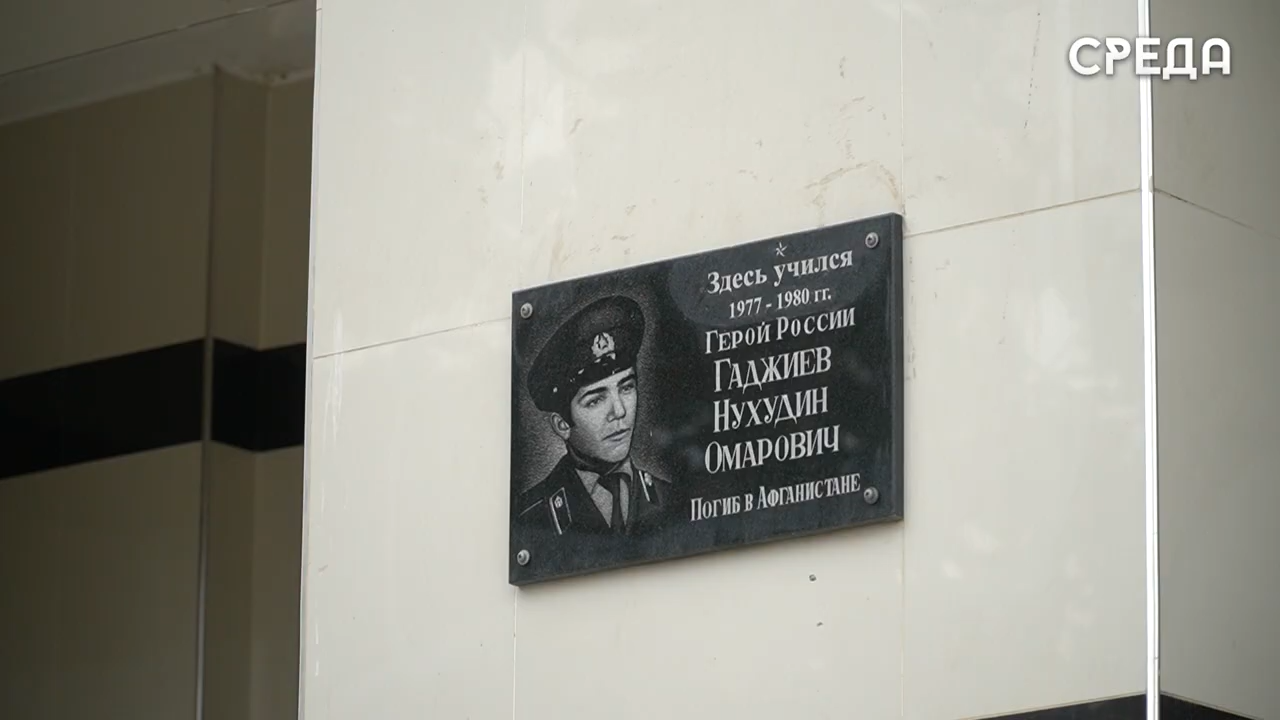 СРЕДА
Здесь учился
1977 - 1980 гг.
Герой России
Гаджиев
Нухудин
Омарович
Погиб в Афганистане